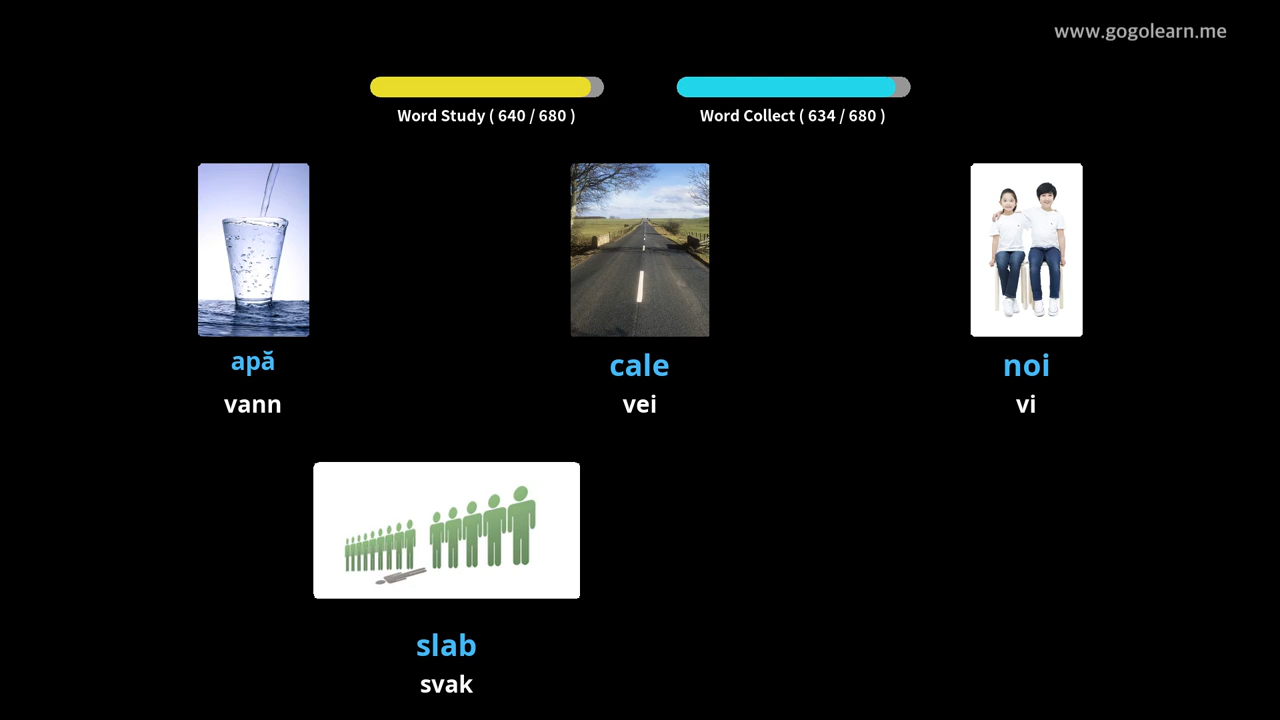 www.gogolearn.me
Word Study ( 640 / 680 )
Word Collect ( 634 / 680 )
apă
vann
cale
vei
noi
vi
slab
svak